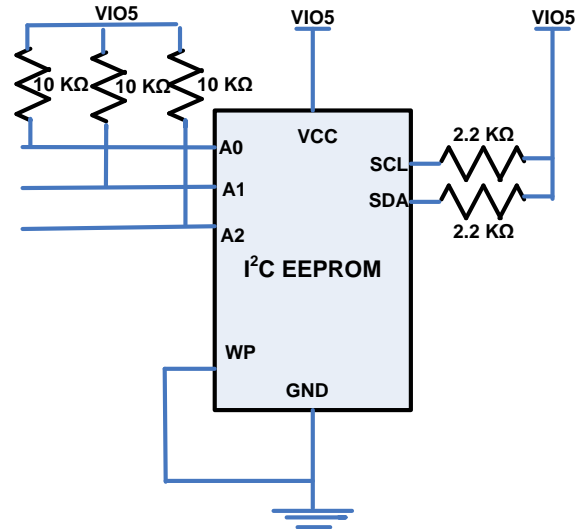 VIO5
VIO5
VIO5
10 KΩ
10 KΩ
10 KΩ
VCC
2.2 KΩ
A0
SCL
A1
SDA
A2
2.2 KΩ
I²C EEPROM
WP
GND